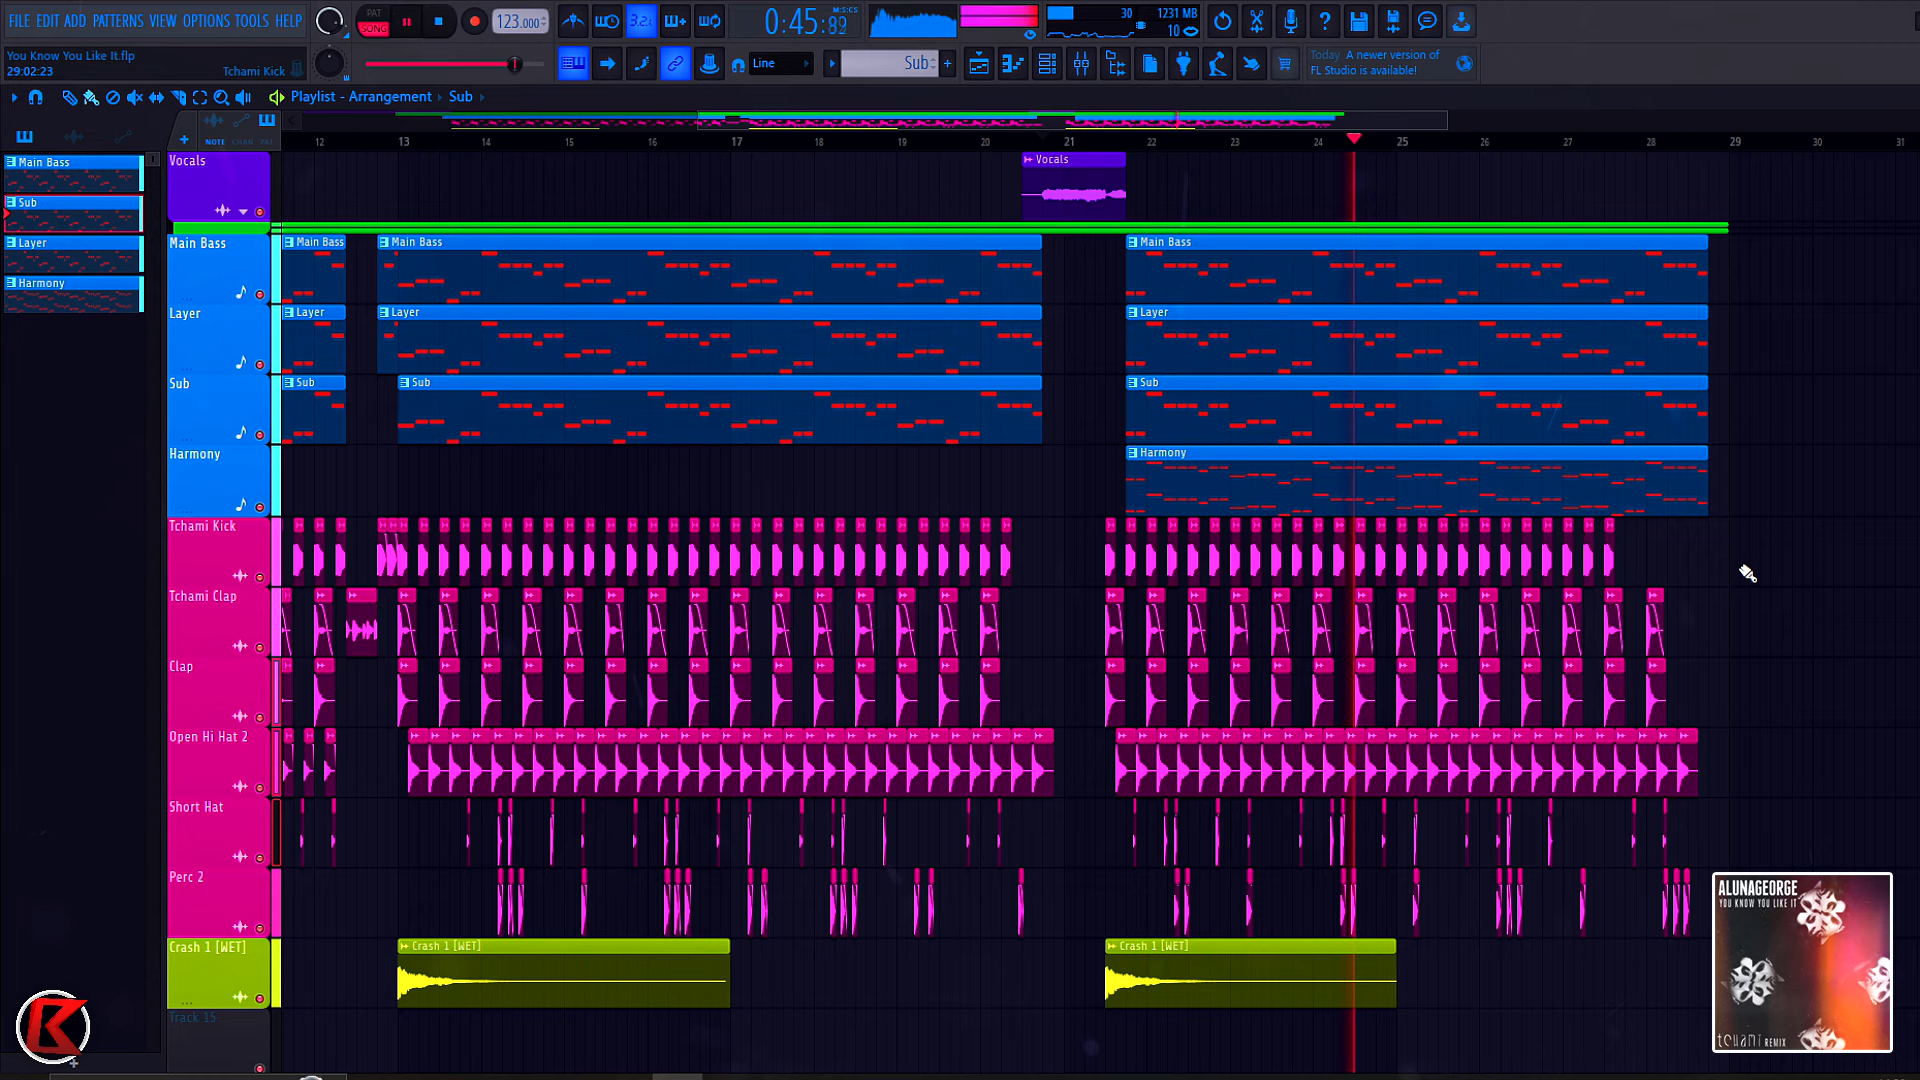 FILE EDIT ADD PATTERNS VIEW OPTIONS TOOLS HELP
PAT
SONG
123.000
3.2.
0:45:89
M:S:CS
30
1231 MB
10
You Know You Like It.flp
29:02:23
Tchami Kick
Line
Sub
Today A newer version of
FL Studio is available!
Playlist - Arrangement › Sub ›
NOTE CHAN PAT
12 13 14 15 16 17 18 19 20 21 22 23 24 25 26 27 28 29 30 31
Main Bass
Sub
Layer
Harmony
Vocals
Vocals
Main Bass
Main Bass
Main Bass
Main Bass
Layer
Layer
Layer
Layer
Sub
Sub
Sub
Sub
Harmony
Harmony
Tchami Kick
Tchami Clap
Clap
Open Hi Hat 2
Short Hat
Perc 2
Crash 1 [WET]
Crash 1 [WET]
Crash 1 [WET]
Track 15
ALUNAGEORGE
YOU KNOW YOU LIKE IT
tchami REMIX